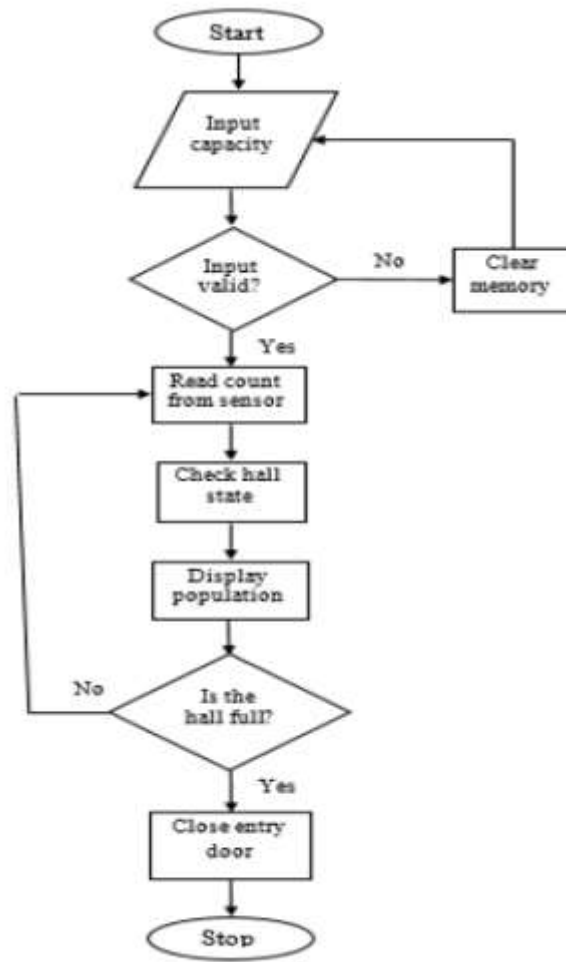 Start
Input
capacity
Input
valid?
No
Clear
memory
Yes
Read count
from sensor
Check hall
state
Display
population
No
Is the
hall full?
Yes
Close entry
door
Stop